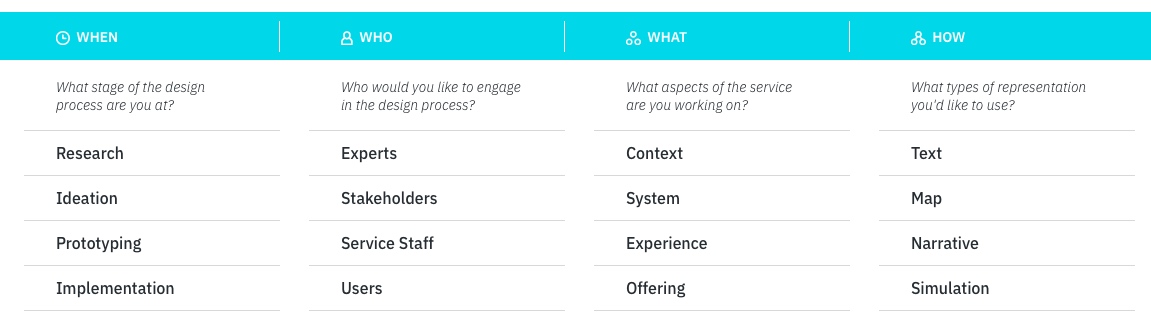 WHEN
WHO
WHAT
HOW
What stage of the design
process are you at?
Who would you like to engage
in the design process?
What aspects of the service
are you working on?
What types of representation
you'd like to use?
Research
Experts
Context
Text
Ideation
Stakeholders
System
Map
Prototyping
Service Staff
Experience
Narrative
Implementation
Users
Offering
Simulation